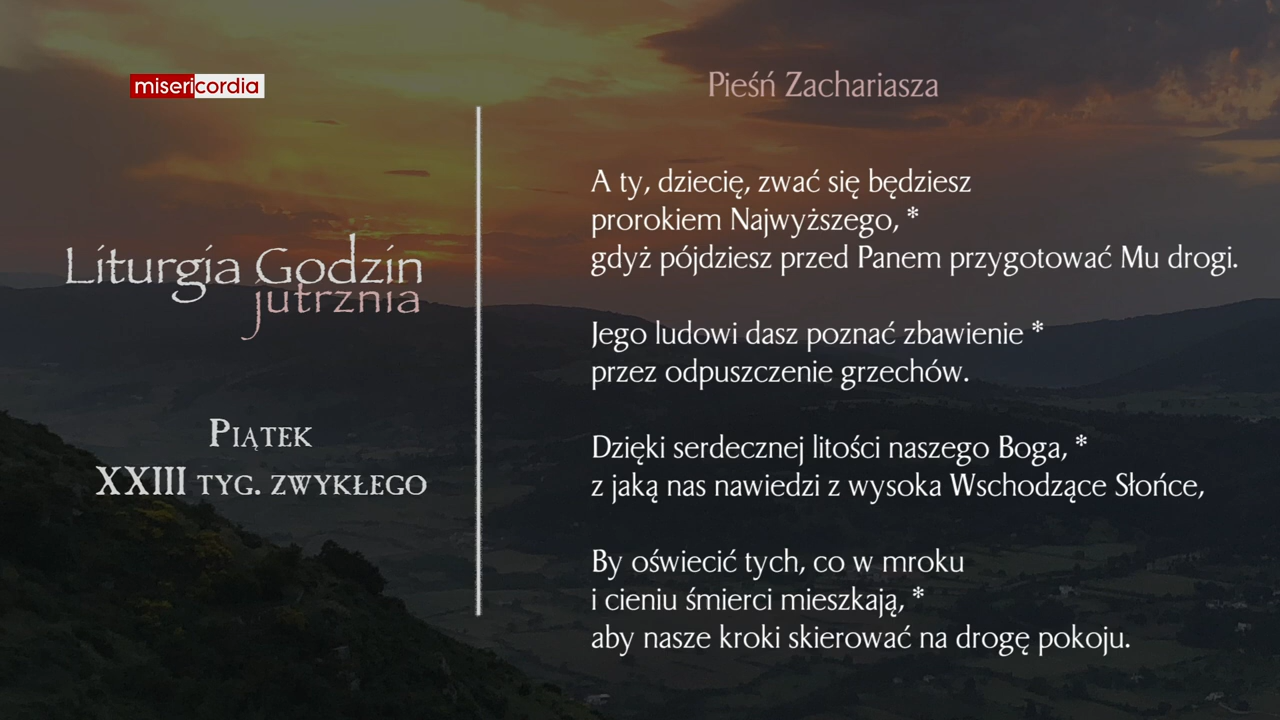 misericordia
Liturgia Godzin
jutrznia
Piątek
XXIII tyg. zwykłego
Pieśń Zachariasza
A ty, dziecię, zwać się będziesz
prorokiem Najwyższego, *
gdyż pójdziesz przed Panem przygotować Mu drogi.
Jego ludowi dasz poznać zbawienie *
przez odpuszczenie grzechów.
Dzięki serdecznej litości naszego Boga, *
z jaką nas nawiedzi z wysoka Wschodzące Słońce,
By oświecić tych, co w mroku
i cieniu śmierci mieszkają, *
aby nasze kroki skierować na drogę pokoju.